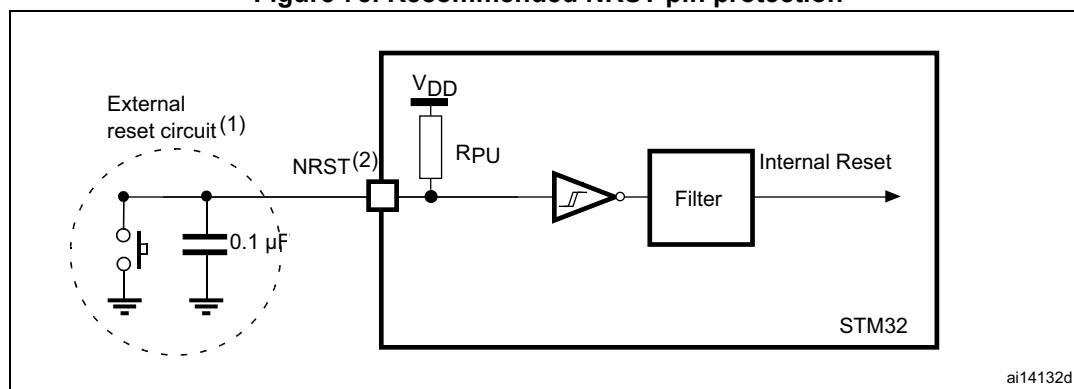 Figure 76. Recommended NRST pin protection
External
reset circuit(1)
VDD
NRST(2)
RPU
Internal Reset
Filter
0.1 µF
STM32
ai14132d